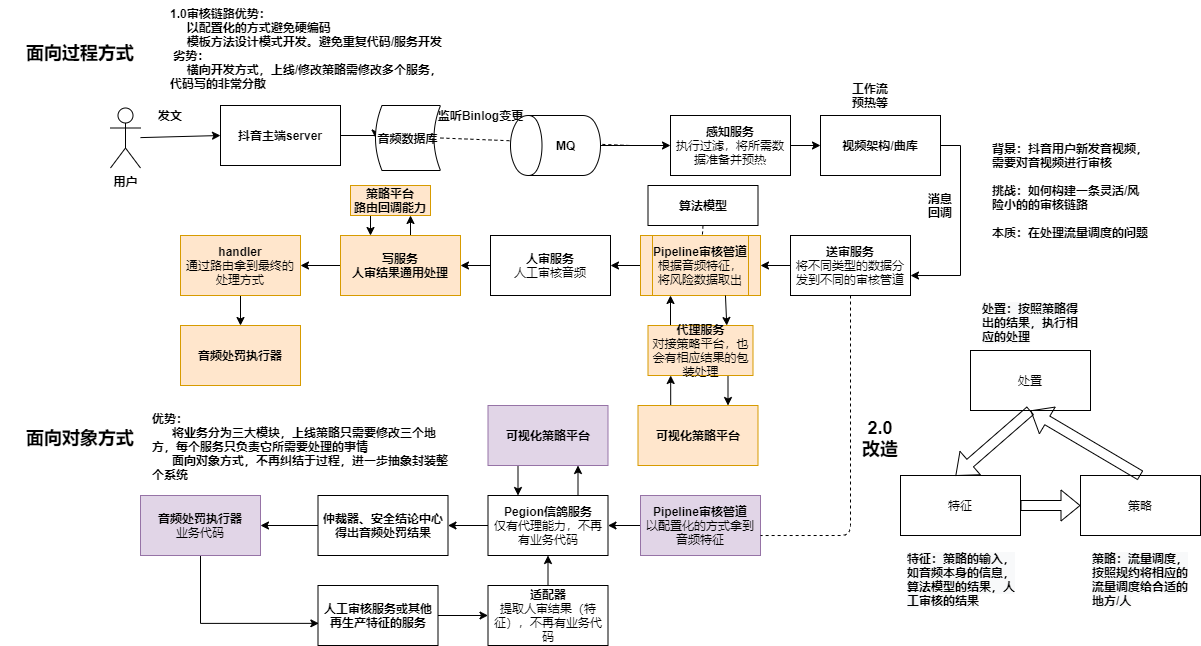 1.0审核链路优势：
以配置化的方式避免硬编码
模板方法设计模式开发。避免重复代码/服务开发
劣势：
横向开发方式，上线/修改策略需修改多个服务，
代码写的非常分散
面向过程方式
用户
发文
抖音主端server
音频数据库
监听Binlog变更
MQ
感知服务
执行过滤，将所需数
据准备并预热
工作流
预热等
视频架构/曲库
消息
回调
背景：抖音用户新发音视频，
需要对音视频进行审核
挑战：如何构建一条灵活/风
险小的的审核链路
本质：在处理流量调度的问题
策略平台
路由回调能力
算法模型
handler
通过路由拿到最终的
处理方式
写服务
人审结果通用处理
人审服务
人工审核音频
Pipeline审核管道
根据音频特征，
将风险数据取出
送审服务
将不同类型的数据分
发到不同的审核管道
音频处罚执行器
代理服务
对接策略平台，也
会有相应结果的包
装处理
可视化策略平台
处置：按照策略得
出的结果，执行相
应的处理
处置
特征
策略
特征：策略的输入，
如音频本身的信息，
算法模型的结果，人
工审核的结果
策略：流量调度，
按照规约将相应的
流量调度给合适的
地方/人
2.0
改造
面向对象方式
优势：
将业务分为三大模块，上线策略只需要修改三个地
方，每个服务只负责它所需要处理的事情
面向对象方式，不再纠结于过程，进一步抽象封装整
个系统
可视化策略平台
音频处罚执行器
业务代码
仲裁器、安全结论中心
得出音频处罚结果
Pegion信鸽服务
仅有代理能力，不再
有业务代码
Pipeline审核管道
以配置化的方式拿到
音频特征
人工审核服务或其他
再生产特征的服务
适配器
提取人审结果（特
征），不再有业务代
码